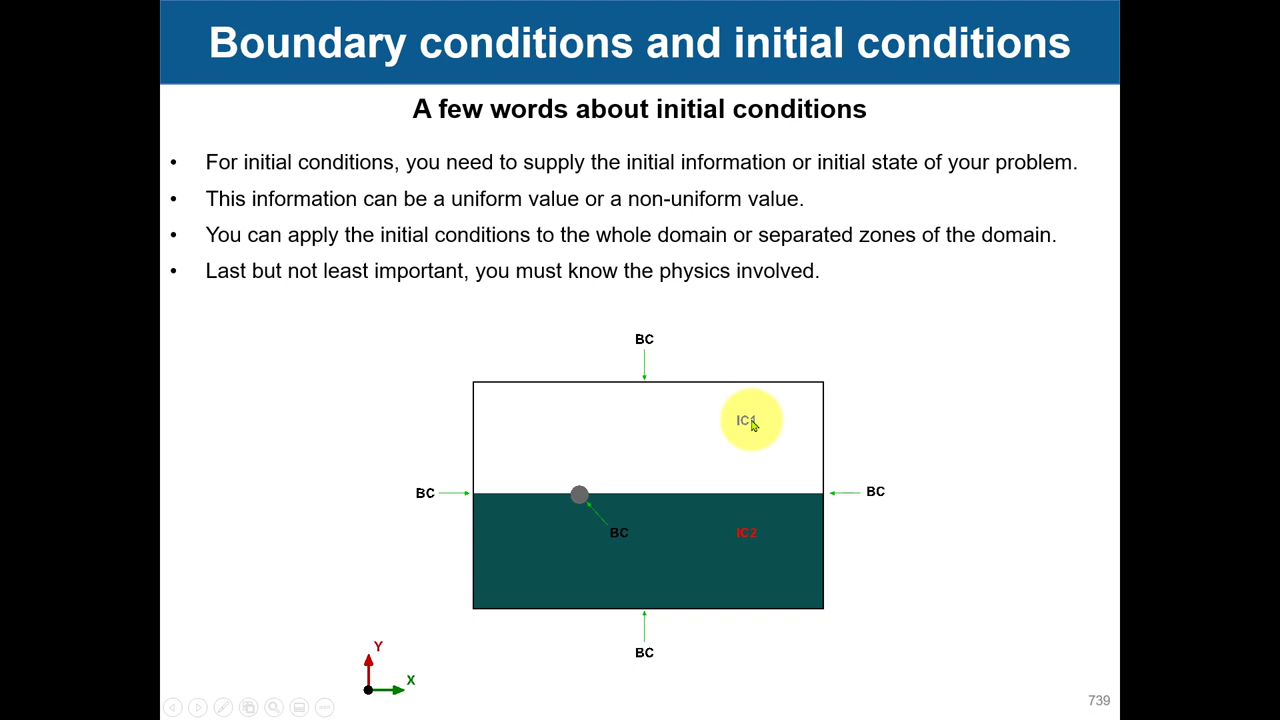 Boundary conditions and initial conditions
A few words about initial conditions
• For initial conditions, you need to supply the initial information or initial state of your problem.
• This information can be a uniform value or a non-uniform value.
• You can apply the initial conditions to the whole domain or separated zones of the domain.
• Last but not least important, you must know the physics involved.
BC
IC1
BC
BC
BC
IC2
BC
Y
X
739